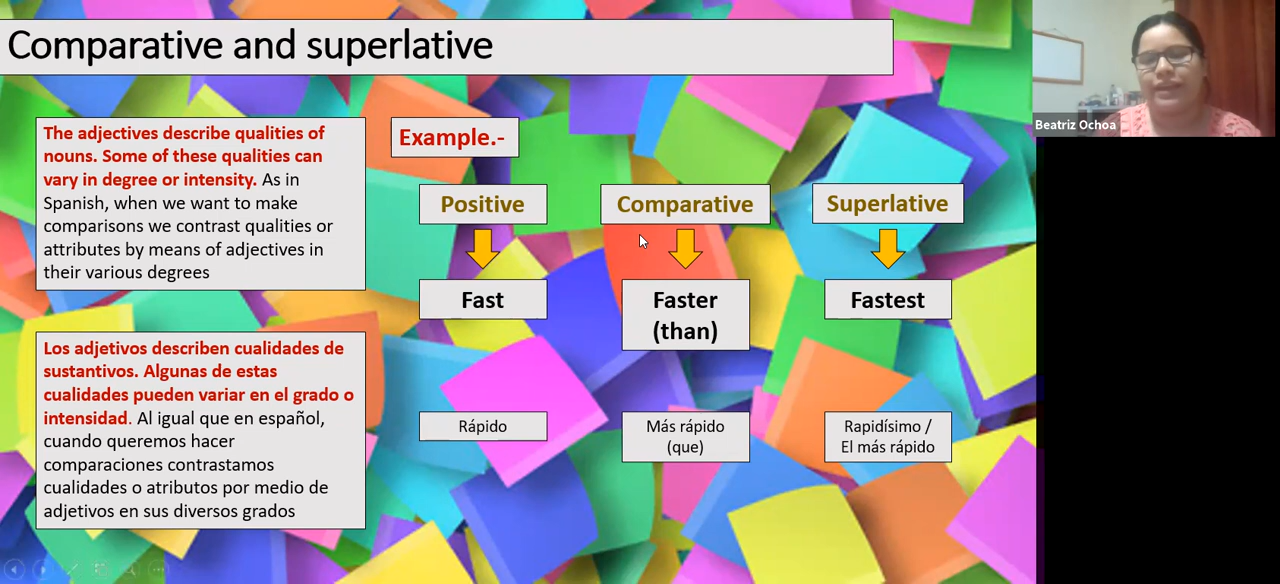 Comparative and superlative
Beatriz Ochoa
The adjectives describe qualities of
nouns. Some of these qualities can
vary in degree or intensity. As in
Spanish, when we want to make
comparisons we contrast qualities or
attributes by means of adjectives in
their various degrees
Los adjetivos describen cualidades de
sustantivos. Algunas de estas
cualidades pueden variar en el grado o
intensidad. Al igual que en español,
cuando queremos hacer
comparaciones contrastamos
cualidades o atributos por medio de
adjetivos en sus diversos grados
Example.-
Positive
Comparative
Superlative
Fast
Faster
(than)
Fastest
Rápido
Más rápido
(que)
Rapidísimo /
El más rápido